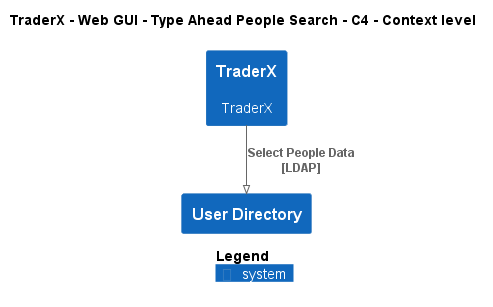 TraderX - Web GUI - Type Ahead People Search - C4 - Context level
TraderX
TraderX
Select People Data
[LDAP]
User Directory
Legend
system